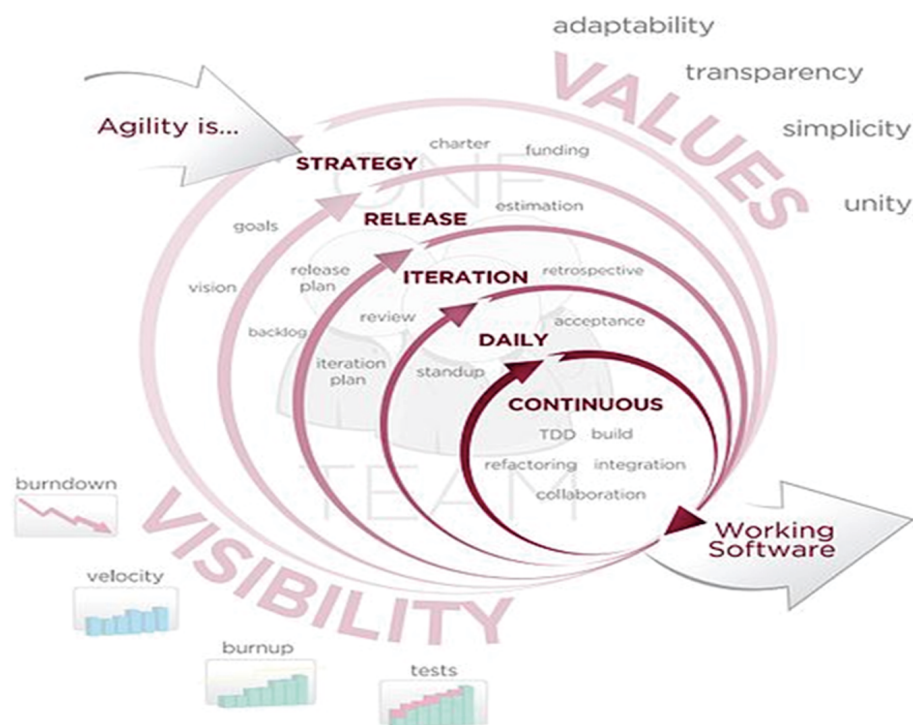 adaptability
transparency
simplicity
unity
VALUES
Agility is...
STRATEGY
charter
funding
goals
vision
ONE
RELEASE
estimation
release
plan
backlog
ITERATION
retrospective
review
iteration
plan
DAILY
acceptance
standup
CONTINUOUS
TDD build
refactoring integration
collaboration
TEAM
Working
Software
VISIBILITY
burndown
velocity
burnup
tests